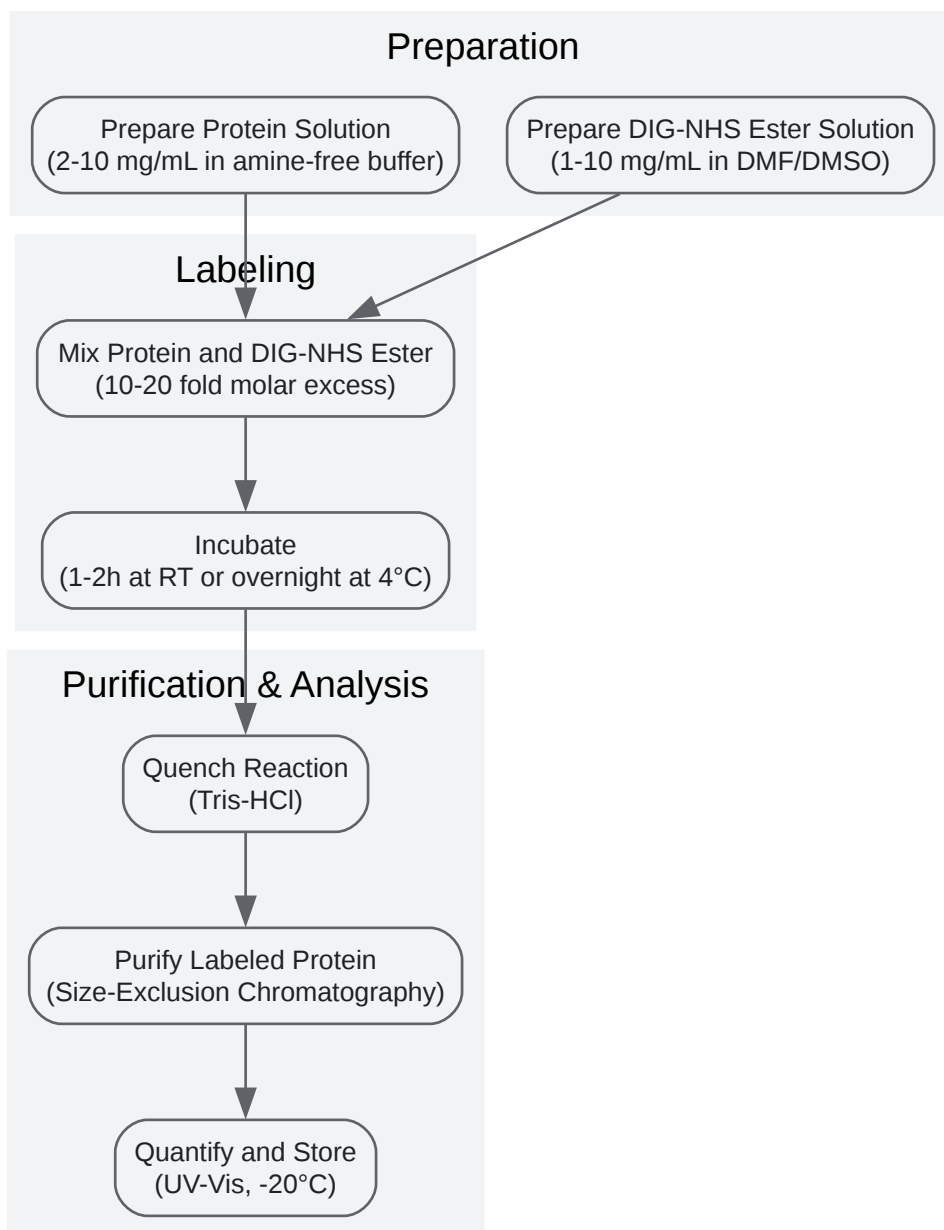 Preparation
Prepare Protein Solution
(2-10 mg/mL in amine-free buffer)
Prepare DIG-NHS Ester Solution
(1-10 mg/mL in DMF/DMSO)
Labeling
Mix Protein and DIG-NHS Ester
(10-20 fold molar excess)
Incubate
(1-2h at RT or overnight at 4°C)
Purification & Analysis
Quench Reaction
(Tris-HCl)
Purify Labeled Protein
(Size-Exclusion Chromatography)
Quantify and Store
(UV-Vis, -20°C)